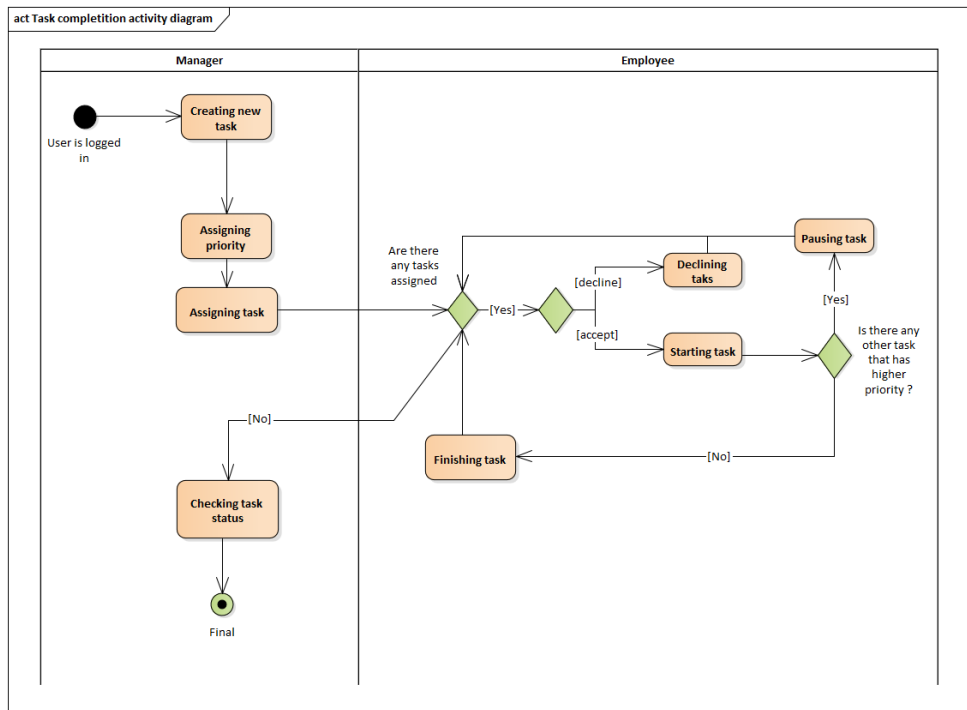 act Task completition activity diagram
Manager
Employee
Creating new
task
User is logged
in
Assigning
priority
Assigning task
Are there
any tasks
assigned
[Yes]
[decline]
[accept]
Declining
taks
Pausing task
[Yes]
Starting task
Is there any
other task
that has
higher
priority ?
[No]
[No]
Finishing task
Checking task
status
Final